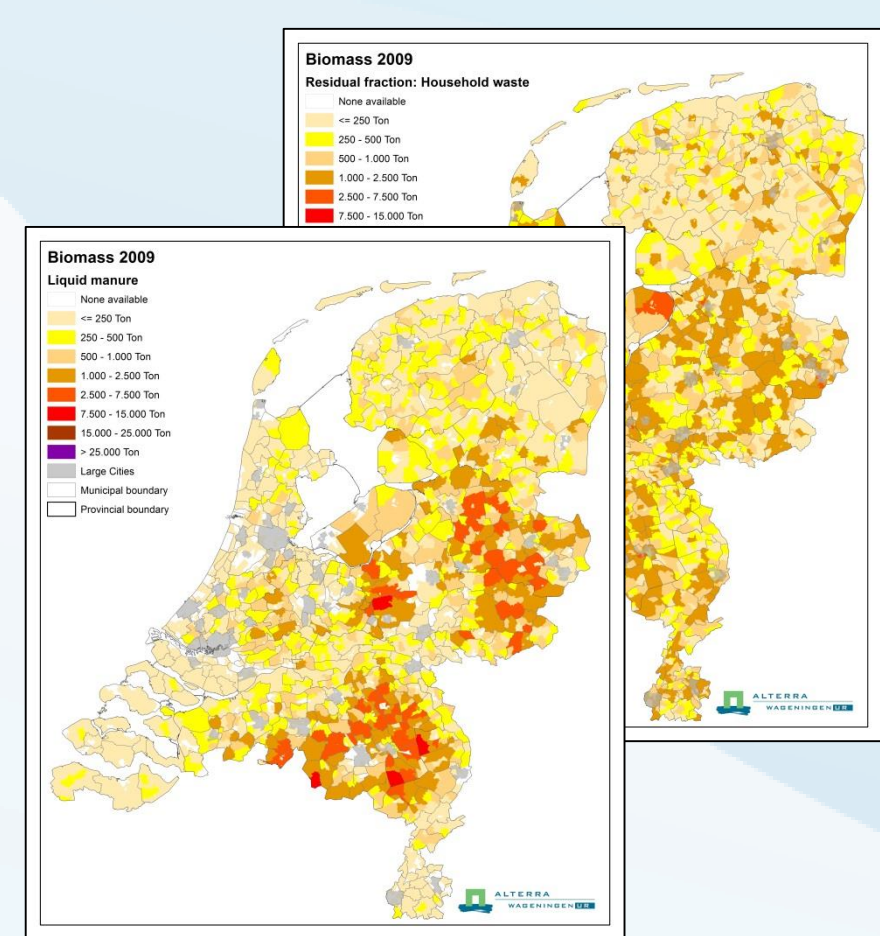 Biomass 2009
Residual fraction: Household waste
None available
<= 250 Ton
250 - 500 Ton
500 - 1.000 Ton
1.000 - 2.500 Ton
2.500 - 7.500 Ton
7.500 - 15.000 Ton
ALTERRA
WAGENINGEN UR
Biomass 2009
Liquid manure
None available
<= 250 Ton
250 - 500 Ton
500 - 1.000 Ton
1.000 - 2.500 Ton
2.500 - 7.500 Ton
7.500 - 15.000 Ton
15.000 - 25.000 Ton
> 25.000 Ton
Large Cities
Municipal boundary
Provincial boundary
ALTERRA
WAGENINGEN UR